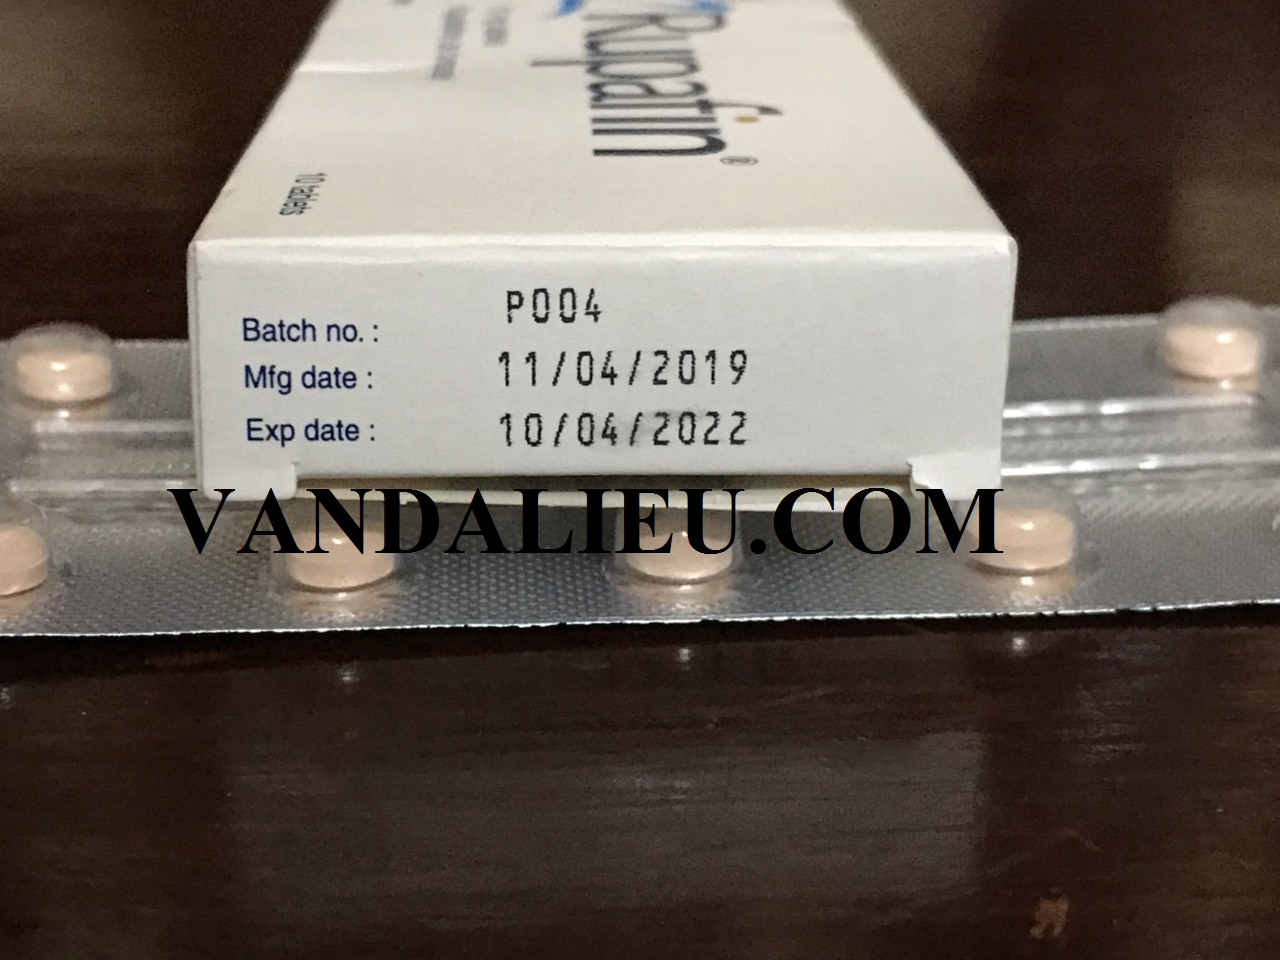 Rupafin®
10 tablets
Batch no. : P004
Mfg date : 11/04/2019
Exp date : 10/04/2022
VANDALIEU.COM